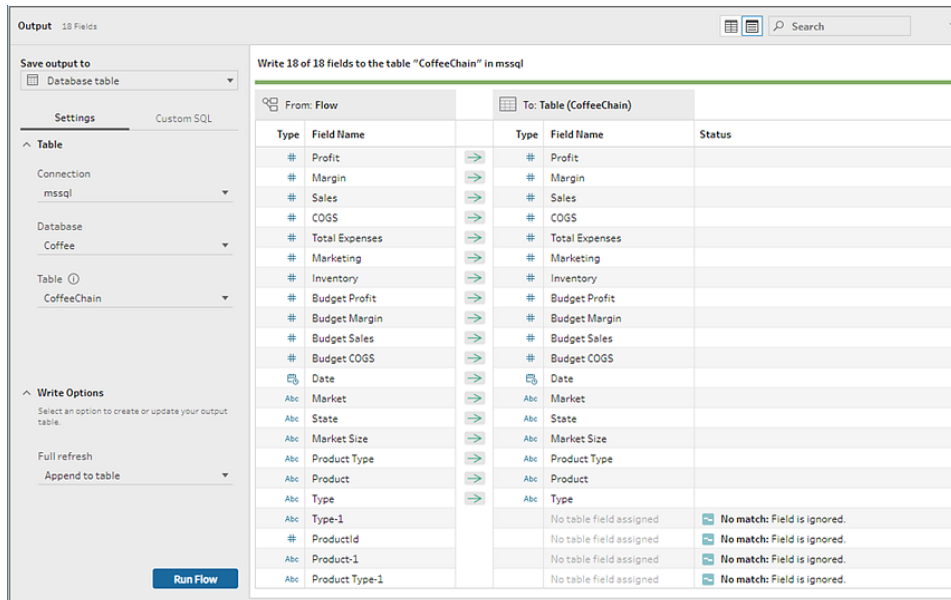 Output 18 Fields
Search
Save output to
Database table
Settings Custom SQL
Table
Connection
mssql
Database
Coffee
Table
CoffeeChain
Write Options
Select an option to create or update your output
table.
Full refresh
Append to table
Run Flow
Write 18 of 18 fields to the table "CoffeeChain" in mssql
From: Flow To: Table (CoffeeChain)
Type Field Name Type Field Name Status
# Profit # Profit
# Margin # Margin
# Sales # Sales
# COGS # COGS
# Total Expenses # Total Expenses
# Marketing # Marketing
# Inventory # Inventory
# Budget Profit # Budget Profit
# Budget Margin # Budget Margin
# Budget Sales # Budget Sales
# Budget COGS # Budget COGS
Date Date
Abc Market Abc Market
Abc State Abc State
Abc Market Size Abc Market Size
Abc Product Type Abc Product Type
Abc Product Abc Product
Abc Type Abc Type
Abc Type-1 No table field assigned No match: Field is ignored.
# ProductId No table field assigned No match: Field is ignored.
Abc Product-1 No table field assigned No match: Field is ignored.
Abc Product Type-1 No table field assigned No match: Field is ignored.